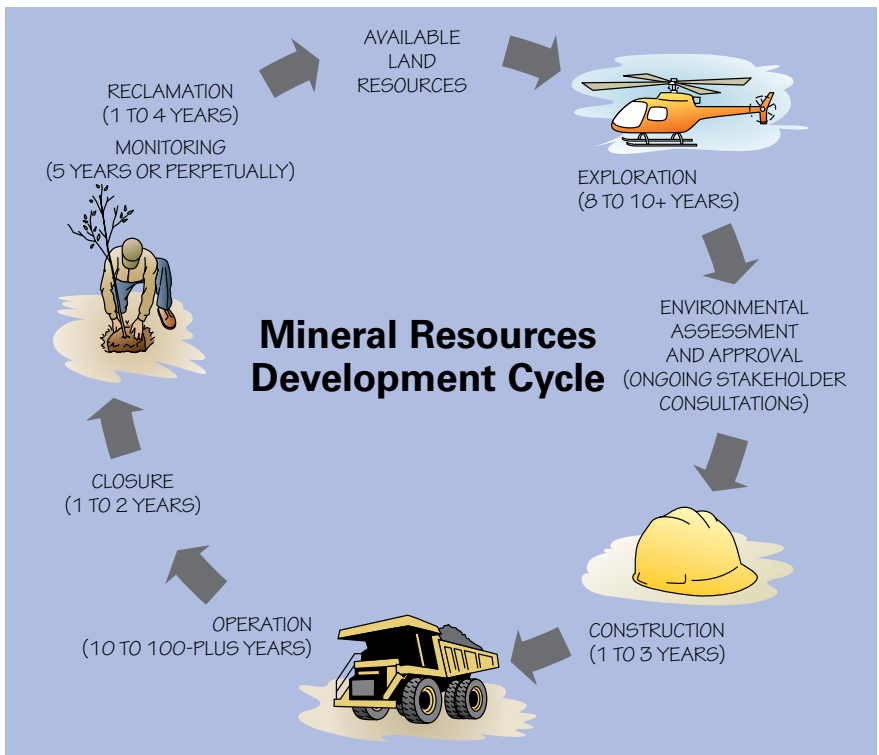 AVAILABLE
LAND
RESOURCES
EXPLORATION
(8 TO 10+ YEARS)
ENVIRONMENTAL
ASSESSMENT
AND APPROVAL
(ONGOING STAKEHOLDER
CONSULTATIONS)
CONSTRUCTION
(1 TO 3 YEARS)
OPERATION
(10 TO 100-PLUS YEARS)
CLOSURE
(1 TO 2 YEARS)
RECLAMATION
(1 TO 4 YEARS)
MONITORING
(5 YEARS OR PERPETUALLY)
Mineral Resources
Development Cycle